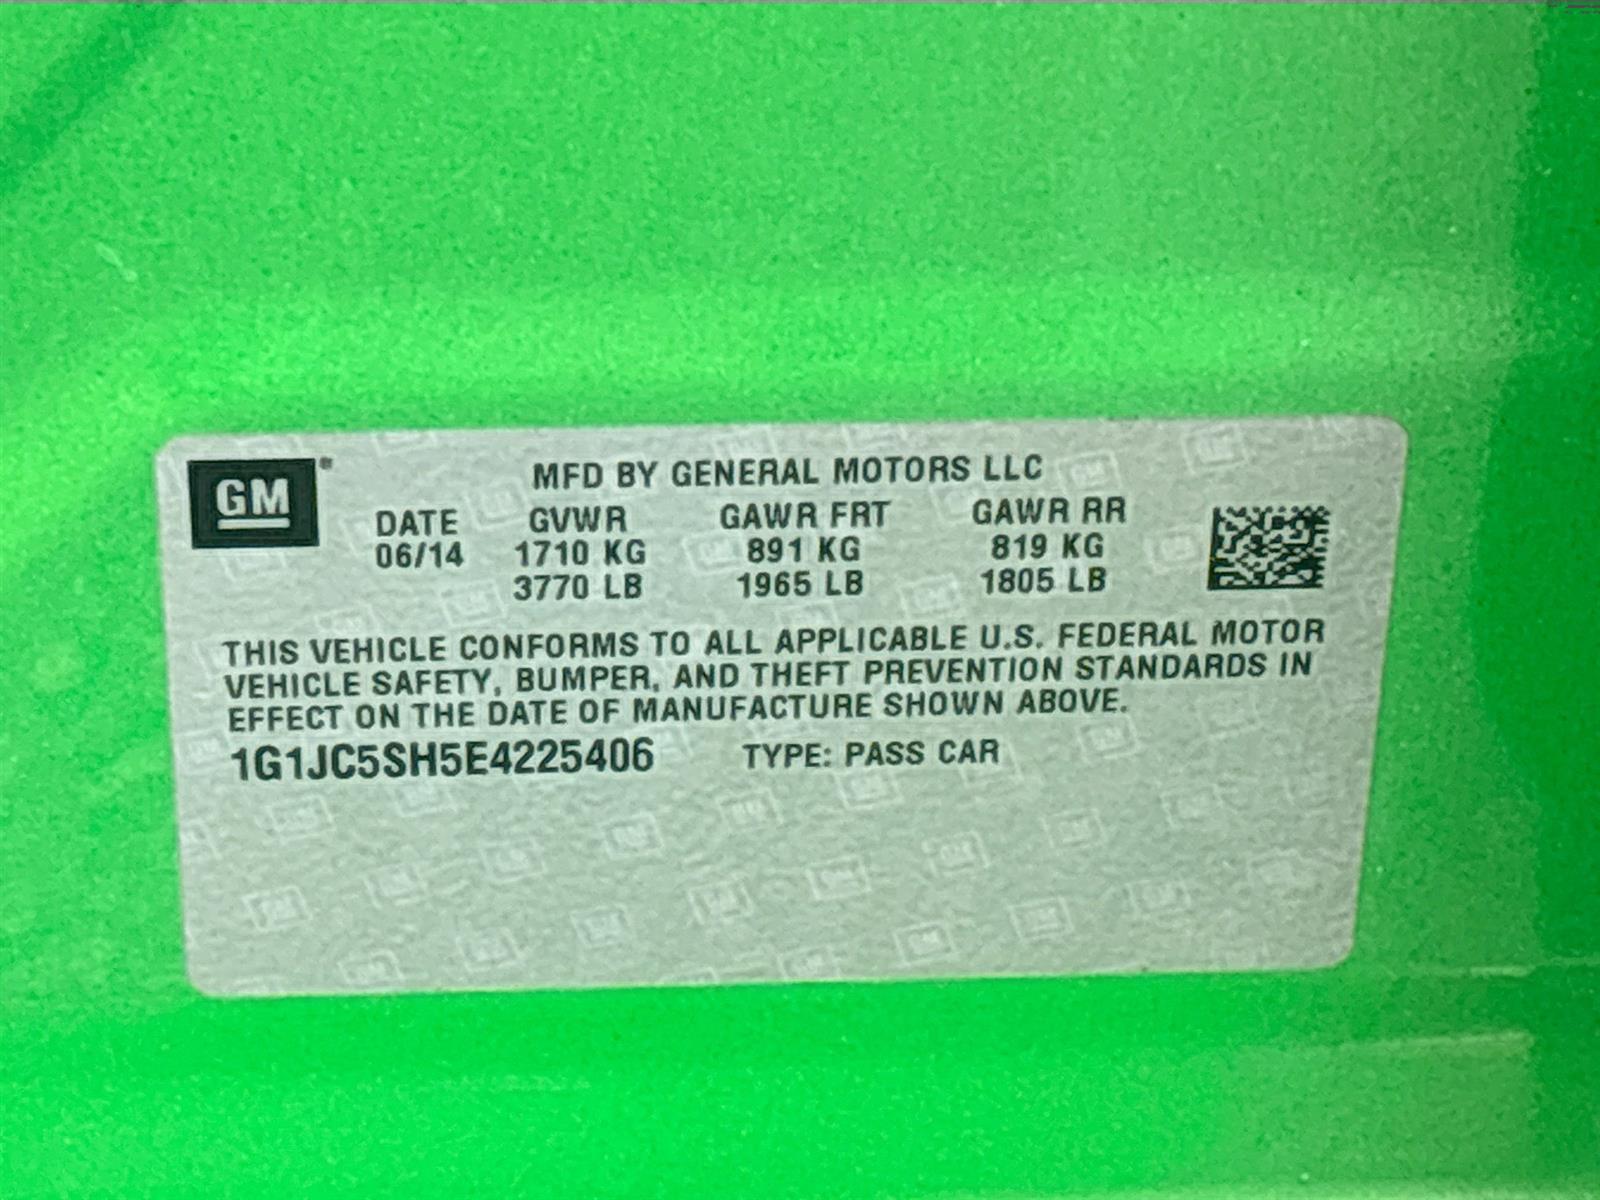 GM
MFD BY GENERAL MOTORS LLC
DATE GVWR GAWR FRT GAWR RR
06/14 1710 KG 891 KG 819 KG
3770 LB 1965 LB 1805 LB
THIS VEHICLE CONFORMS TO ALL APPLICABLE U.S. FEDERAL MOTOR
VEHICLE SAFETY, BUMPER, AND THEFT PREVENTION STANDARDS IN
EFFECT ON THE DATE OF MANUFACTURE SHOWN ABOVE.
1G1JC5SH5E4225406 TYPE: PASS CAR